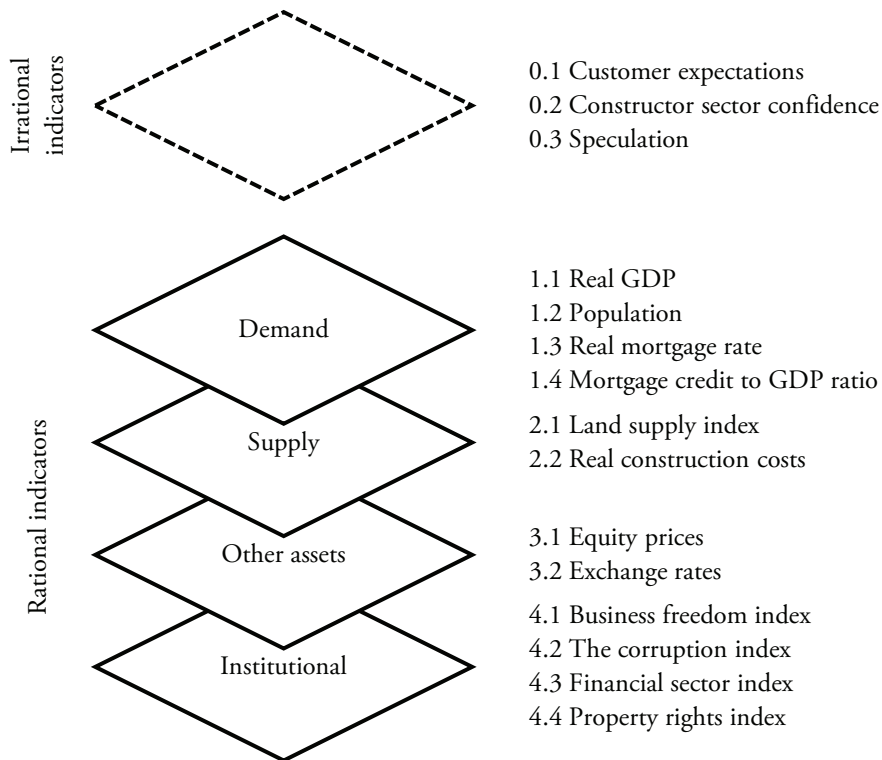 Irrational
indicators
0.1 Customer expectations
0.2 Constructor sector confidence
0.3 Speculation
Rational indicators
Demand
1.1 Real GDP
1.2 Population
1.3 Real mortgage rate
1.4 Mortgage credit to GDP ratio
Supply
2.1 Land supply index
2.2 Real construction costs
Other assets
3.1 Equity prices
3.2 Exchange rates
Institutional
4.1 Business freedom index
4.2 The corruption index
4.3 Financial sector index
4.4 Property rights index